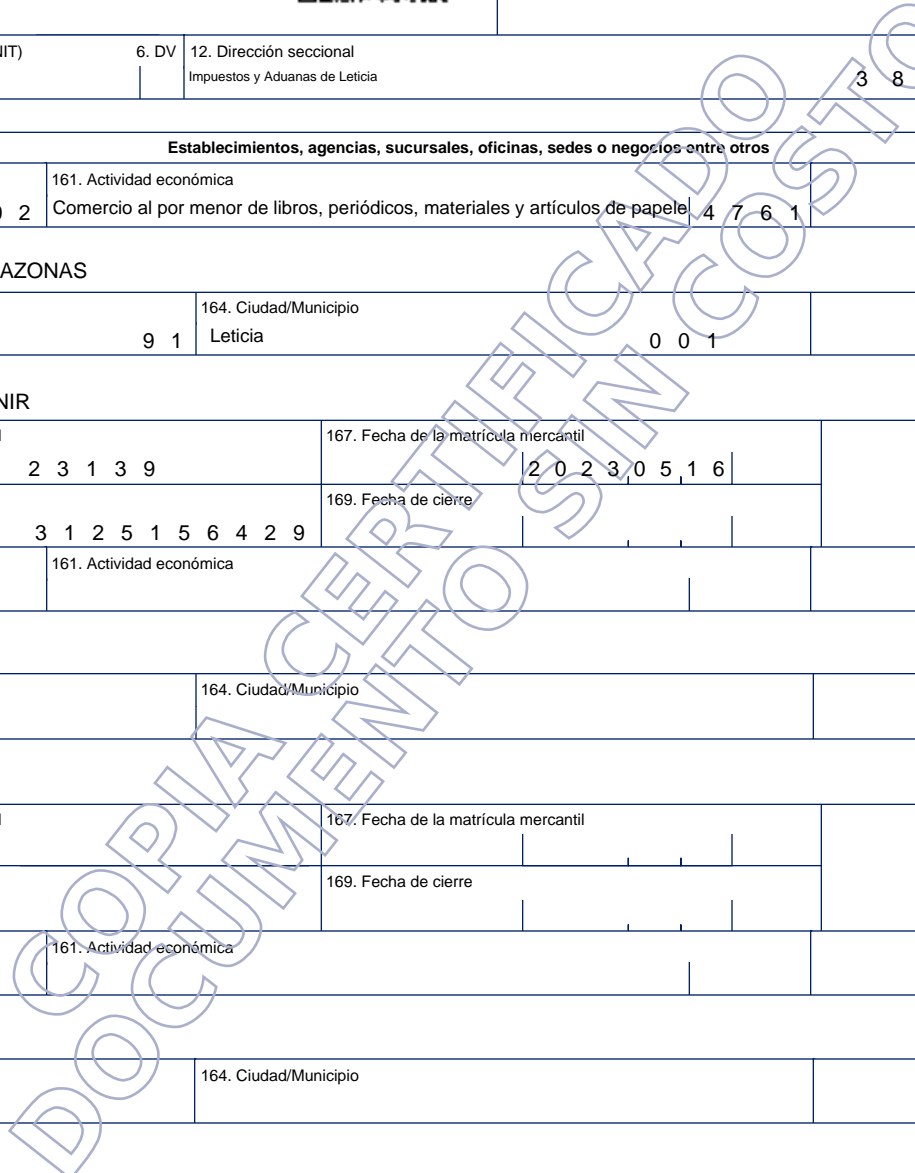 NIT) 6. DV 12. Dirección seccional
Impuestos y Aduanas de Leticia 3 8
Establecimientos, agencias, sucursales, oficinas, sedes o negocios entre otros
161. Actividad económica
2 Comercio al por menor de libros, periódicos, materiales y artículos de papele 4 7 6 1
AZONAS
164. Ciudad/Municipio
9 1 Leticia 0 0 1
NIR
167. Fecha de la matrícula mercantil
2 3 1 3 9 2 0 2 3 0 5 1 6
169. Fecha de cierre
3 1 2 5 1 5 6 4 2 9
161. Actividad económica
164. Ciudad/Municipio
167. Fecha de la matrícula mercantil
169. Fecha de cierre
161. Actividad económica
164. Ciudad/Municipio
COPIA CERTIFICADO
DOCUMENTO SIN COSTO